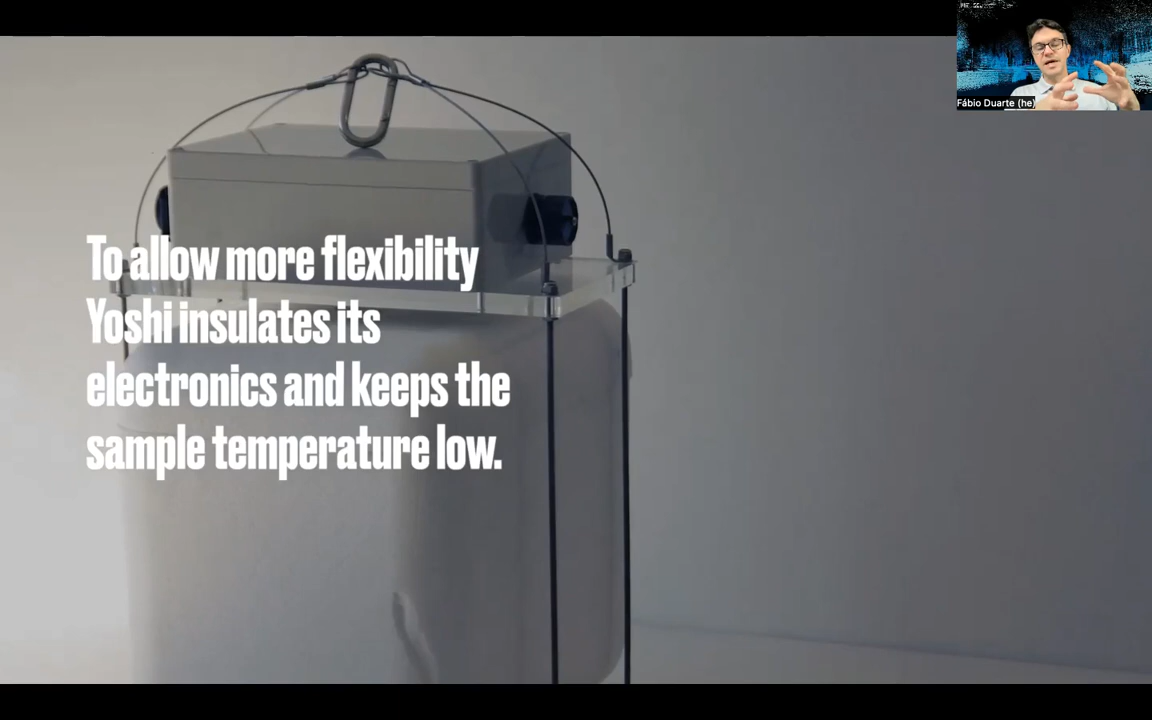 To allow more flexibility
Yoshi insulates its
electronics and keeps the
sample temperature low.
Fábio Duarte (he)